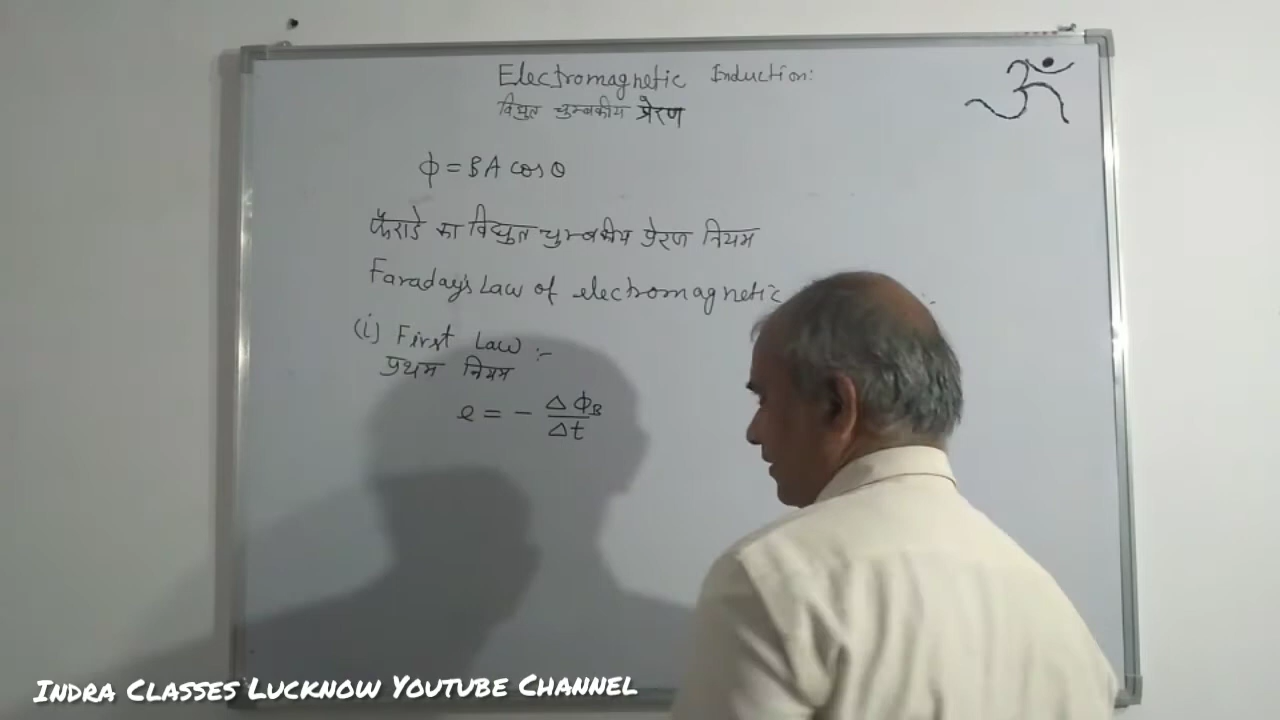 Electromagnetic Induction:
ॐ
विद्युत चुम्बकीय प्रेरण
ϕ = BA cos θ
फैराडे का विद्युत चुम्बकीय प्रेरण नियम
Faraday's Law of electromagnetic :-
(i) First Law :-
प्रथम नियम
e = - Δϕ_B / Δt
INDRA CLASSES LUCKNOW YOUTUBE CHANNEL